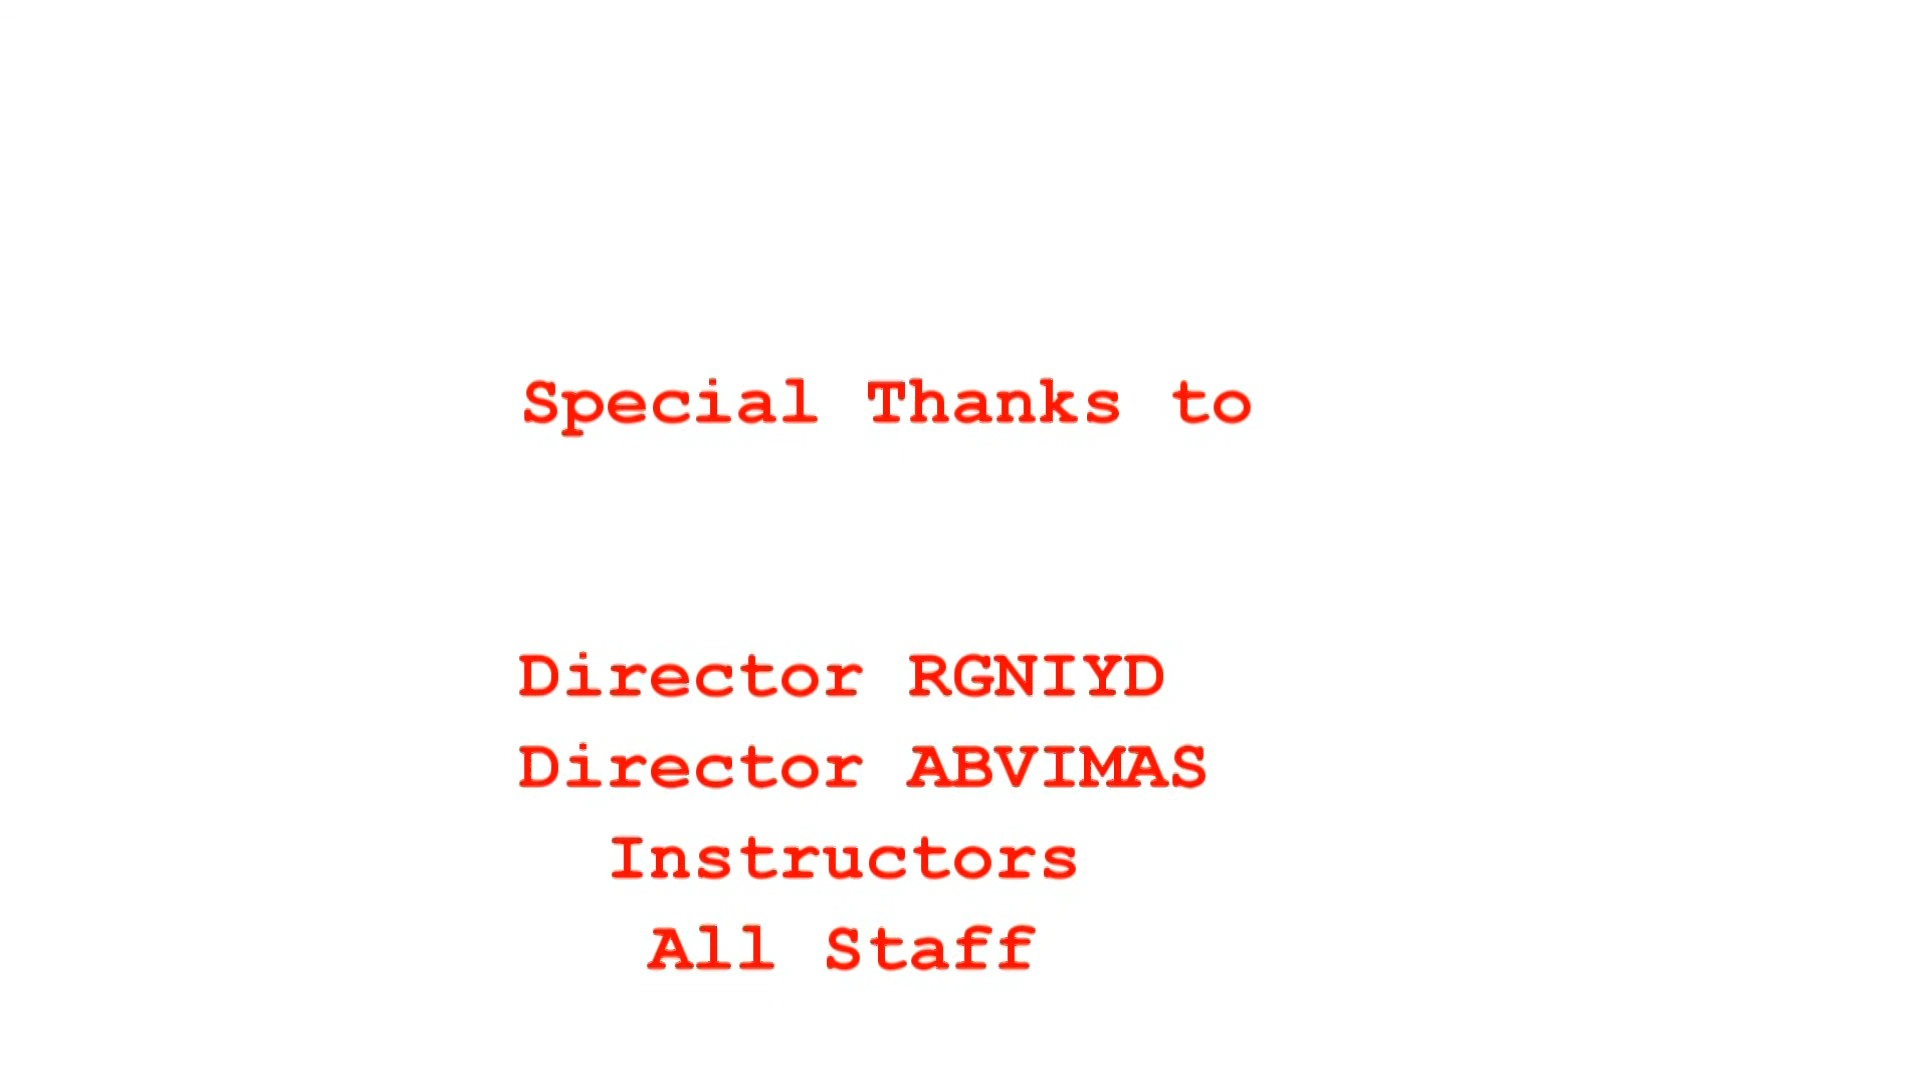 Special Thanks to
Director RGNIYD
Director ABVIMAS
Instructors
All Staff